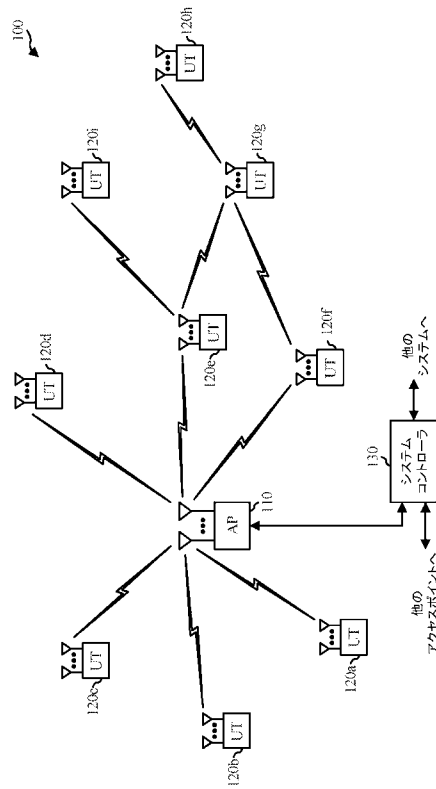 100
120h
UT
120i
UT
120g
UT
120d
UT
120e
UT
120f
UT
110
AP
120c
UT
120b
UT
120a
UT
130
システム
コントローラ
他の
システムへ
他の
アクセスポイントへ